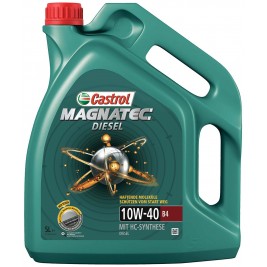 Castrol
MAGNATEC
DIESEL
HAFTENDE MOLEKÜLE
SCHÜTZEN VOM START WEG
10W-40 B4
MIT HC-SYNTHESE
5L